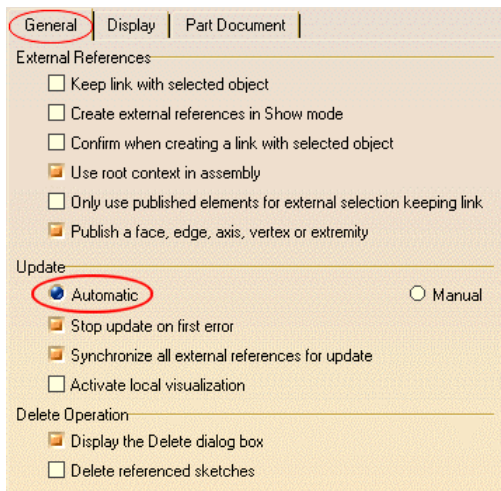 General Display Part Document
External References
Keep link with selected object
Create external references in Show mode
Confirm when creating a link with selected object
Use root context in assembly
Only use published elements for external selection keeping link
Publish a face, edge, axis, vertex or extremity
Update
Automatic Manual
Stop update on first error
Synchronize all external references for update
Activate local visualization
Delete Operation
Display the Delete dialog box
Delete referenced sketches